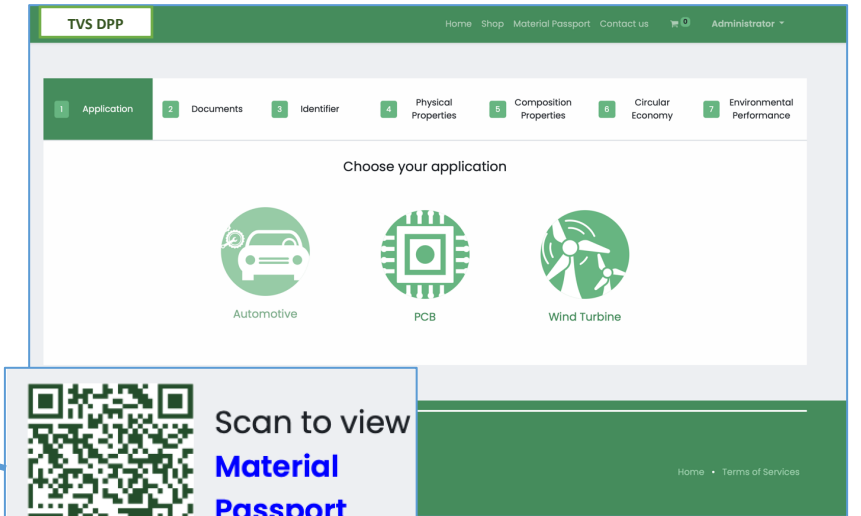 TVS DPP
Home Shop Material Passport Contact us 0 Administrator
1 Application
2 Documents
3 Identifier
4 Physical
Properties
5 Composition
Properties
6 Circular
Economy
7 Environmental
Performance
Choose your application
Automotive
PCB
Wind Turbine
Scan to view
Material
Passport
Home • Terms of Services